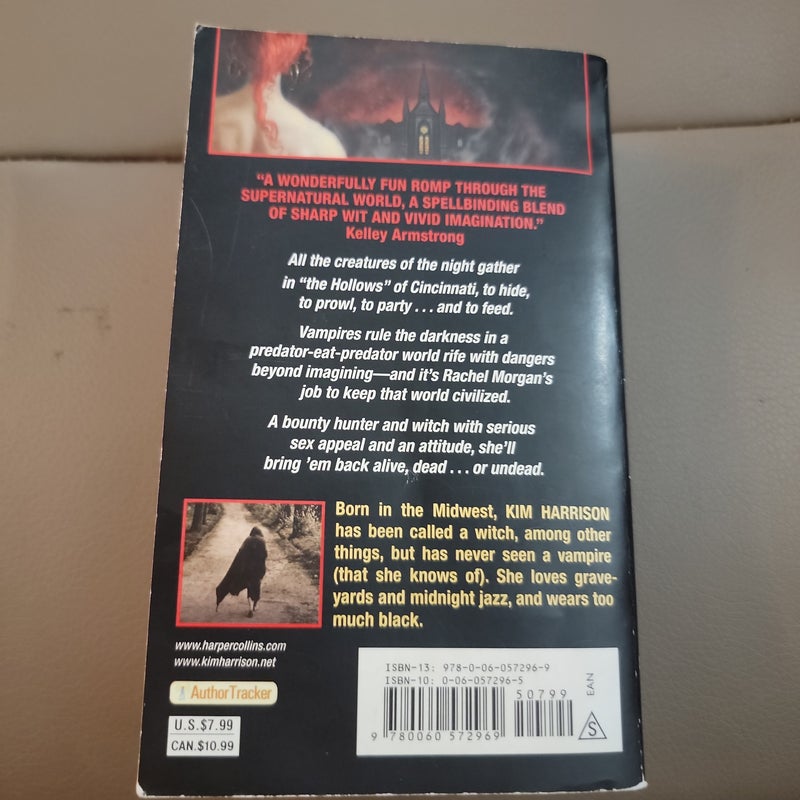 “A WONDERFULLY FUN ROMP THROUGH THE
SUPERNATURAL WORLD, A SPELLBINDING BLEND
OF SHARP WIT AND VIVID IMAGINATION.”
Kelley Armstrong
All the creatures of the night gather
in “the Hollows” of Cincinnati, to hide,
to prowl, to party . . . and to feed.
Vampires rule the darkness in a
predator-eat-predator world rife with dangers
beyond imagining—and it’s Rachel Morgan’s
job to keep that world civilized.
A bounty hunter and witch with serious
sex appeal and an attitude, she’ll
bring ’em back alive, dead . . . or undead.
Born in the Midwest, KIM HARRISON
has been called a witch, among other
things, but has never seen a vampire
(that she knows of). She loves grave-
yards and midnight jazz, and wears too
much black.
www.harpercollins.com
www.kimharrison.net
AuthorTracker
U.S.$7.99
CAN.$10.99
ISBN-13: 978-0-06-057296-9
ISBN-10: 0-06-057296-5
50799
EAN
9 780060 572969
S